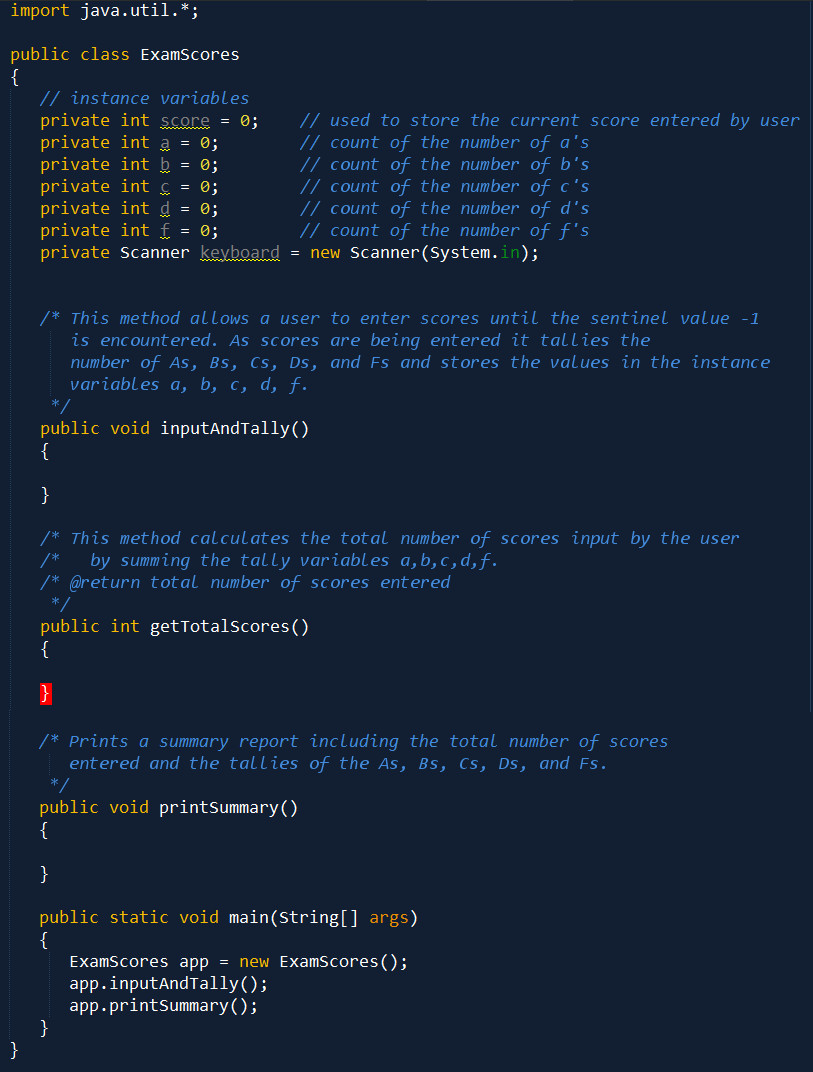 import java.util.*;
public class ExamScores
{
// instance variables
private int score = 0;    // used to store the current score entered by user
private int a = 0;        // count of the number of a's
private int b = 0;        // count of the number of b's
private int c = 0;        // count of the number of c's
private int d = 0;        // count of the number of d's
private int f = 0;        // count of the number of f's
private Scanner keyboard = new Scanner(System.in);
/* This method allows a user to enter scores until the sentinel value -1
is encountered. As scores are being entered it tallies the
number of As, Bs, Cs, Ds, and Fs and stores the values in the instance
variables a, b, c, d, f.
*/
public void inputAndTally()
{
}
/* This method calculates the total number of scores input by the user
/*   by summing the tally variables a,b,c,d,f.
/* @return total number of scores entered
*/
public int getTotalScores()
{
}
/* Prints a summary report including the total number of scores
entered and the tallies of the As, Bs, Cs, Ds, and Fs.
*/
public void printSummary()
{
}
public static void main(String[] args)
{
ExamScores app = new ExamScores();
app.inputAndTally();
app.printSummary();
}
}